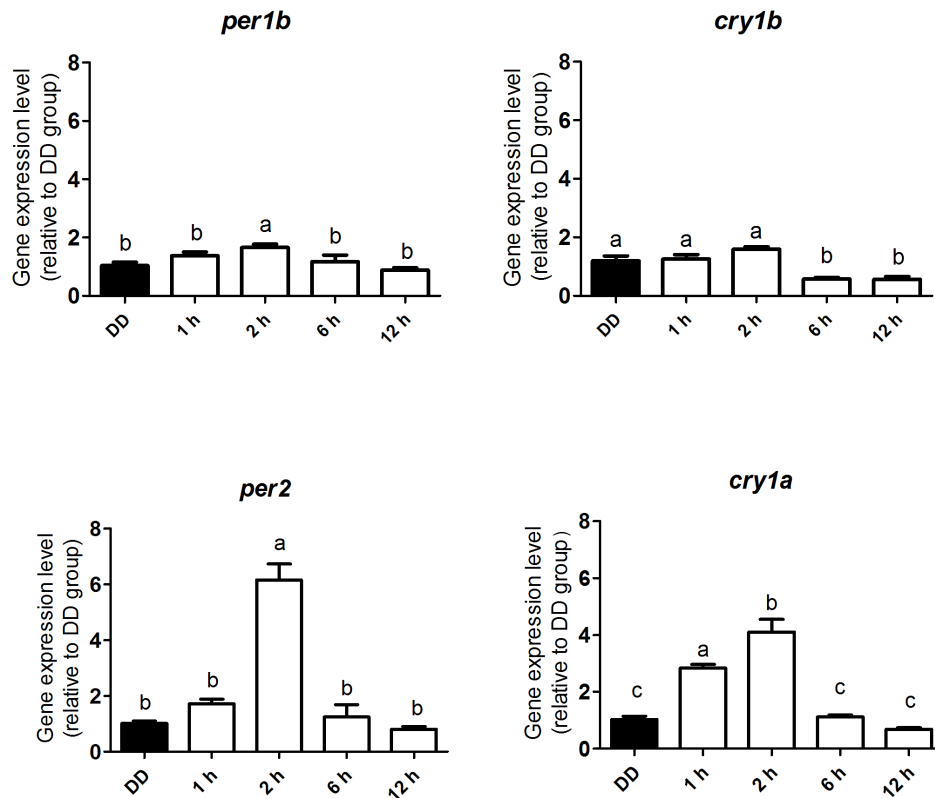 per1b
Gene expression level
(relative to DD group)
8
6
4
2
0
b
b
a
b
b
DD
1 h
2 h
6 h
12 h
cry1b
Gene expression level
(relative to DD group)
8
6
4
2
0
a
a
a
b
b
DD
1 h
2 h
6 h
12 h
per2
Gene expression level
(relative to DD group)
8
6
4
2
0
b
b
a
b
b
DD
1 h
2 h
6 h
12 h
cry1a
Gene expression level
(relative to DD group)
8
6
4
2
0
c
a
b
c
c
DD
1 h
2 h
6 h
12 h